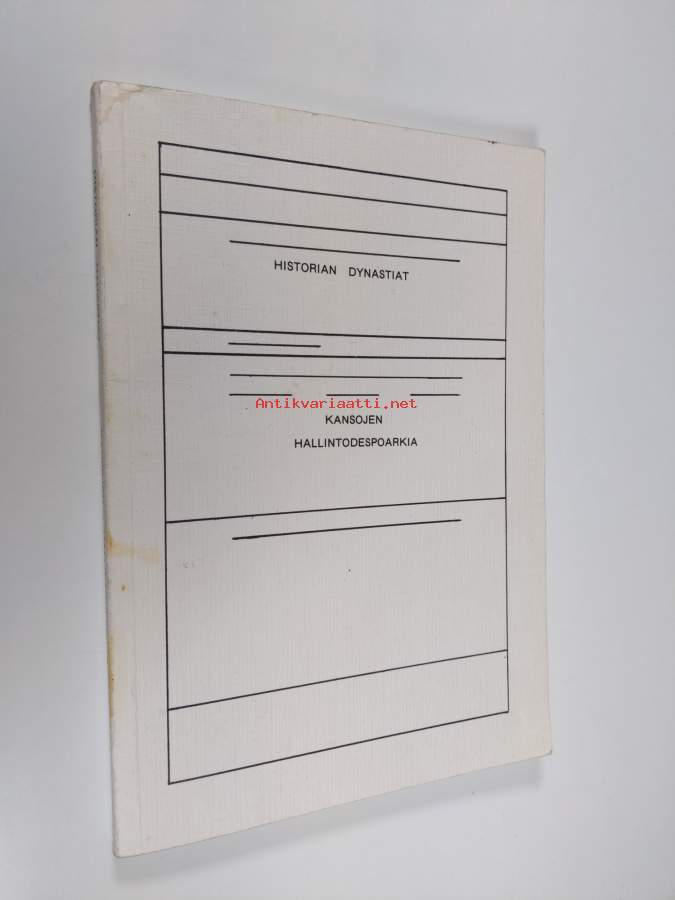 HISTORIAN DYNASTIAT
Antikvariaatti.net
KANSOJEN
HALLINTODESPOARKIA